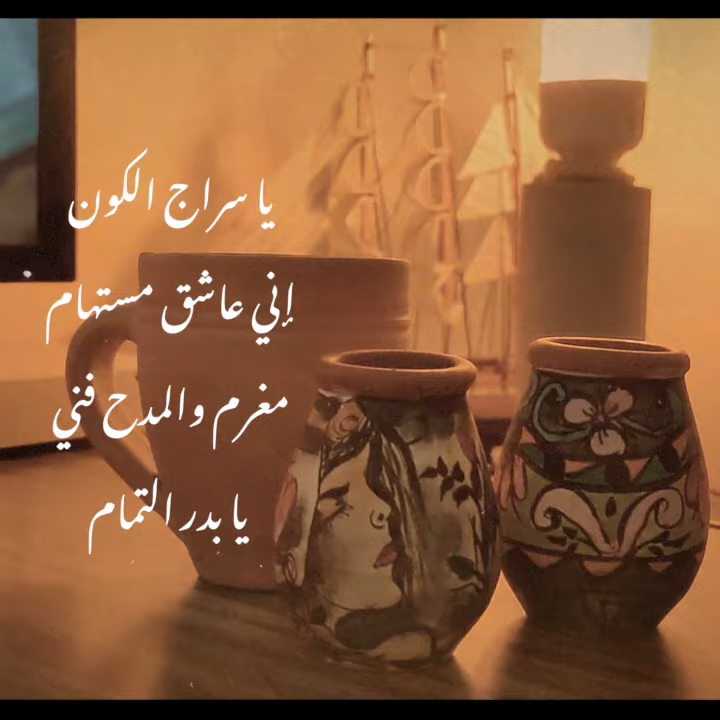 يا سراج الكون
إني عاشق مستهام
مغرم والمدح فني
يا بدر التمام